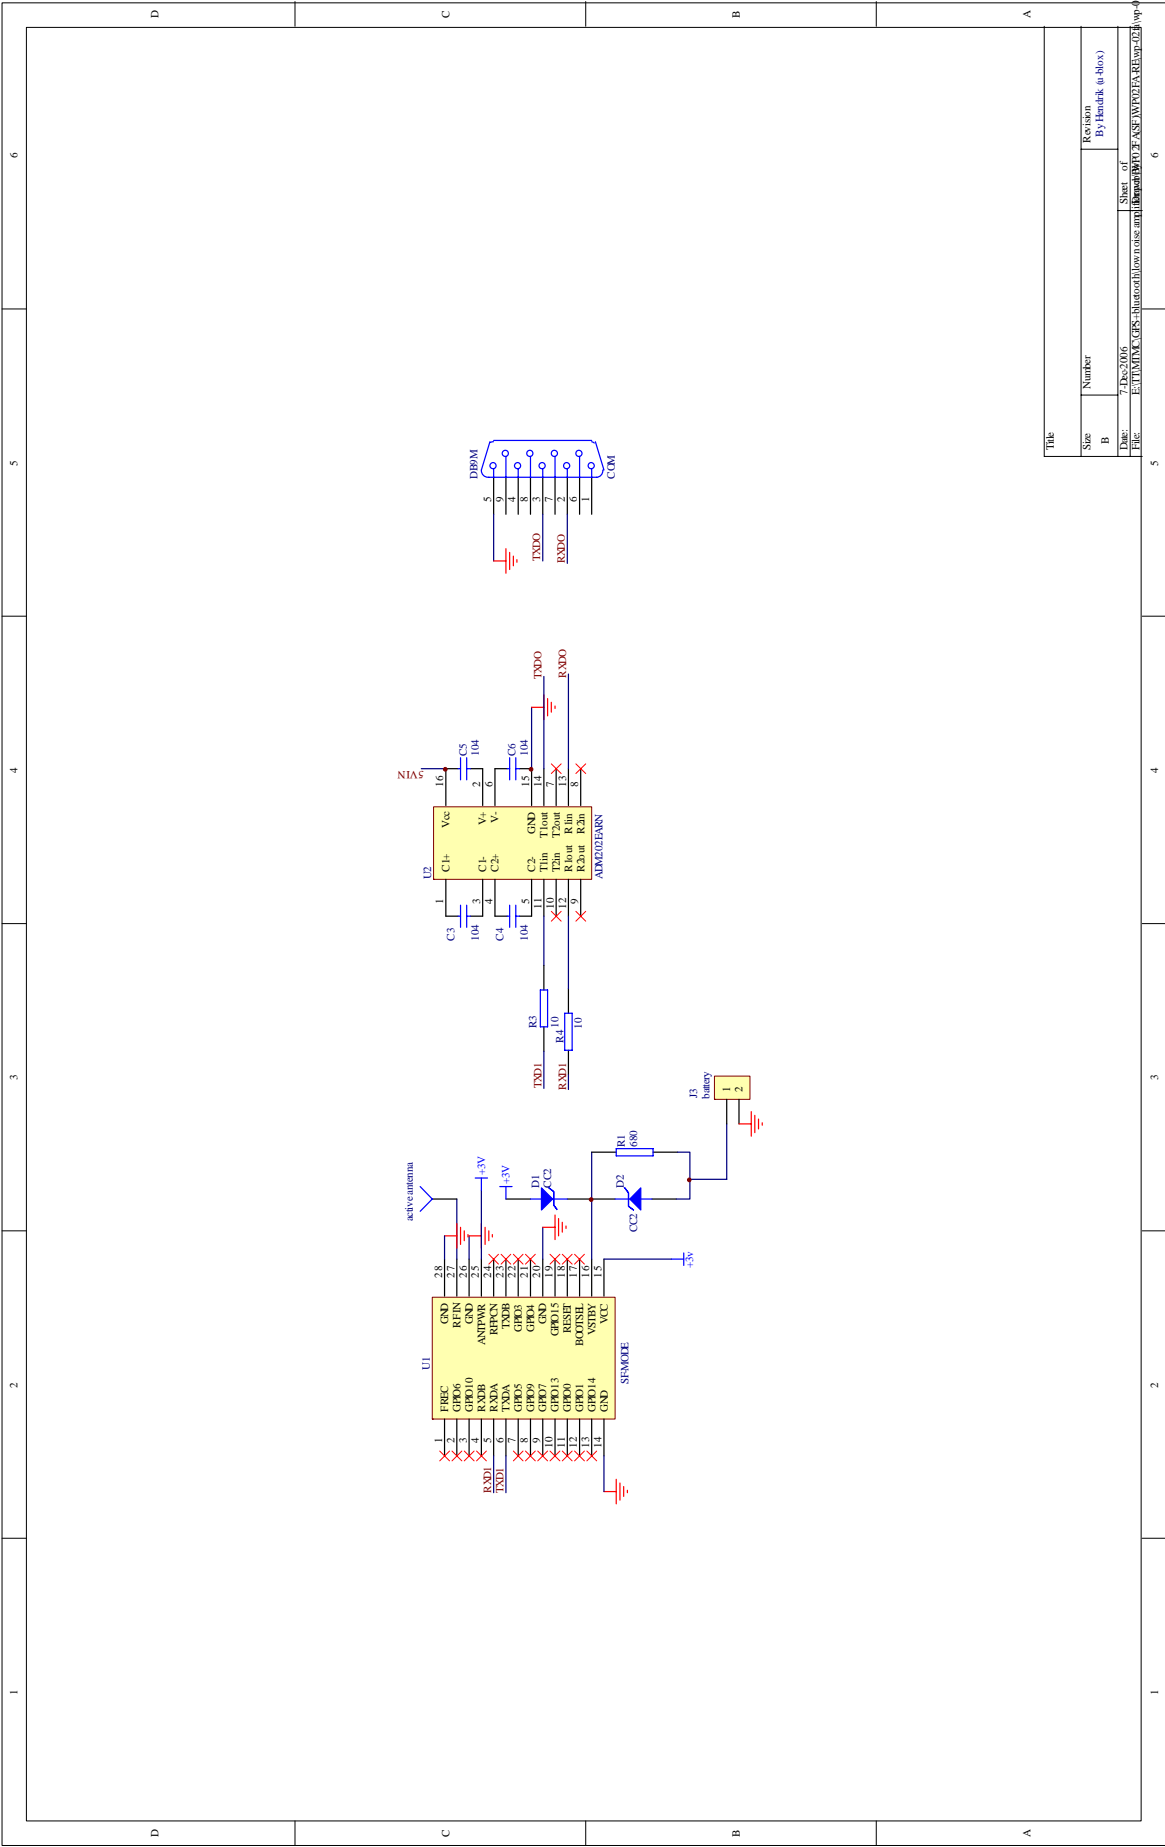 1
2
3
4
5
6
D
C
B
A
U1
1
2
3
4
5
6
7
8
9
10
11
12
13
14
RXD1
TXD1
FREC
GPIO6
GPIO10
RXDB
RXDA
TXDA
GPIO5
GPIO9
GPIO7
GPIO13
GPIO0
GPIO1
GPIO14
GND
GND
RFIN
GND
ANTPWR
RFPCN
TXDB
GPIO3
GPIO4
GND
GPIO15
RESET
BOOTSEL
VSTBY
VCC
28
27
26
25
24
23
22
21
20
19
18
17
16
15
SF-MODE
active antenna
+3V
+3V
D1
CC2
D2
CC2
R1
680
+3v
J3
battery
1
2
TXD1
RXD1
R3
10
R4
10
C3
104
C4
104
U2
1
3
4
5
11
10
12
9
C1+
C1-
C2+
C2-
T1in
T2in
R1out
R2out
Vcc
V+
V-
GND
T1out
T2out
R1in
R2in
16
2
6
15
14
7
13
8
ADM202EARN
5VIN
C5
104
C6
104
TXDO
RXDO
DB9M
5
9
4
8
3
7
2
6
1
TXDO
RXDO
COM
Title
Size
B
Number
Revision
By Hendrik (u-blox)
Date:
7-Dec-2006
Sheet of
File:
1
2
3
4
5
6
D
C
B
A